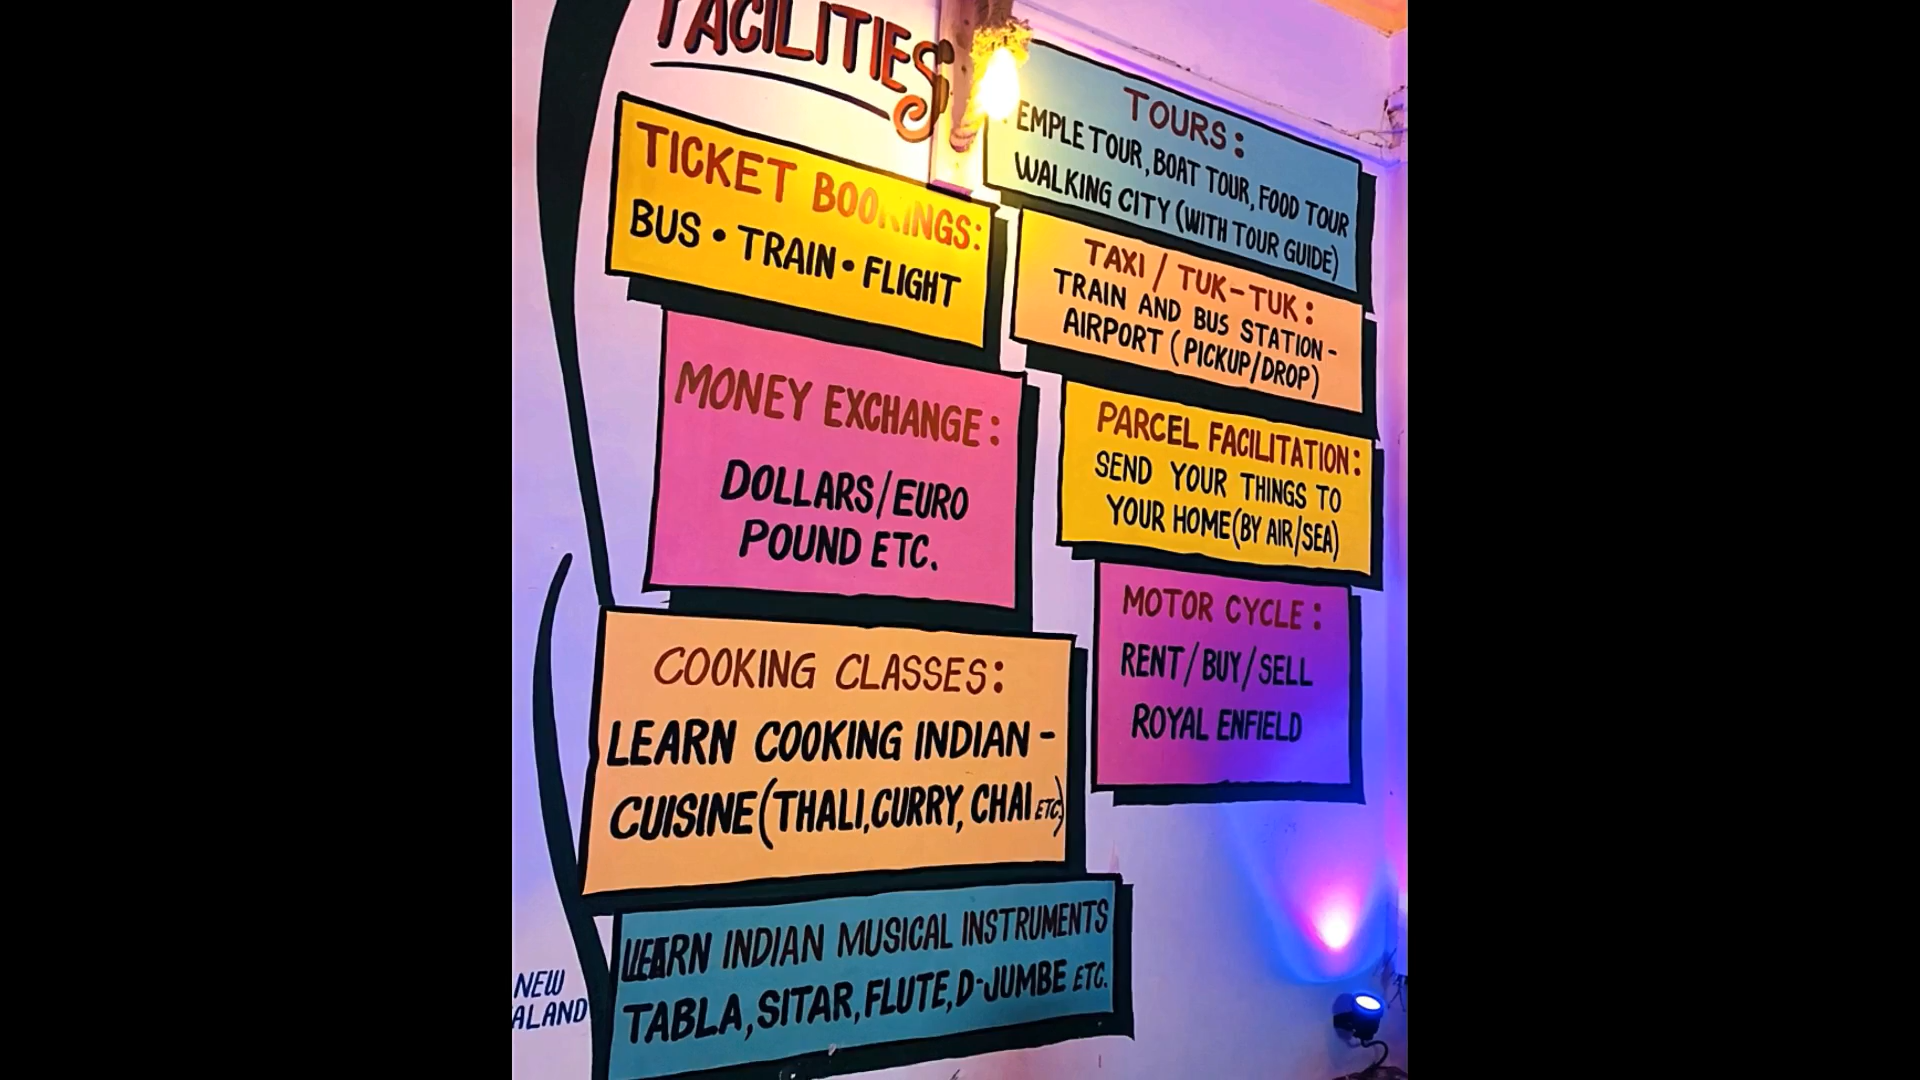 FACILITIES
TICKET BOOKINGS:
BUS • TRAIN • FLIGHT
MONEY EXCHANGE:
DOLLARS/EURO
POUND ETC.
COOKING CLASSES:
LEARN COOKING INDIAN -
CUISINE (THALI, CURRY, CHAI ETC.)
LEARN INDIAN MUSICAL INSTRUMENTS
TABLA, SITAR, FLUTE, D-JUMBE ETC.
TOURS:
EMPLE TOUR, BOAT TOUR, FOOD TOUR
WALKING CITY (WITH TOUR GUIDE)
TAXI / TUK-TUK:
TRAIN AND BUS STATION -
AIRPORT (PICKUP/DROP)
PARCEL FACILITATION:
SEND YOUR THINGS TO
YOUR HOME (BY AIR/SEA)
MOTOR CYCLE:
RENT/BUY/SELL
ROYAL ENFIELD
NEW
ALAND